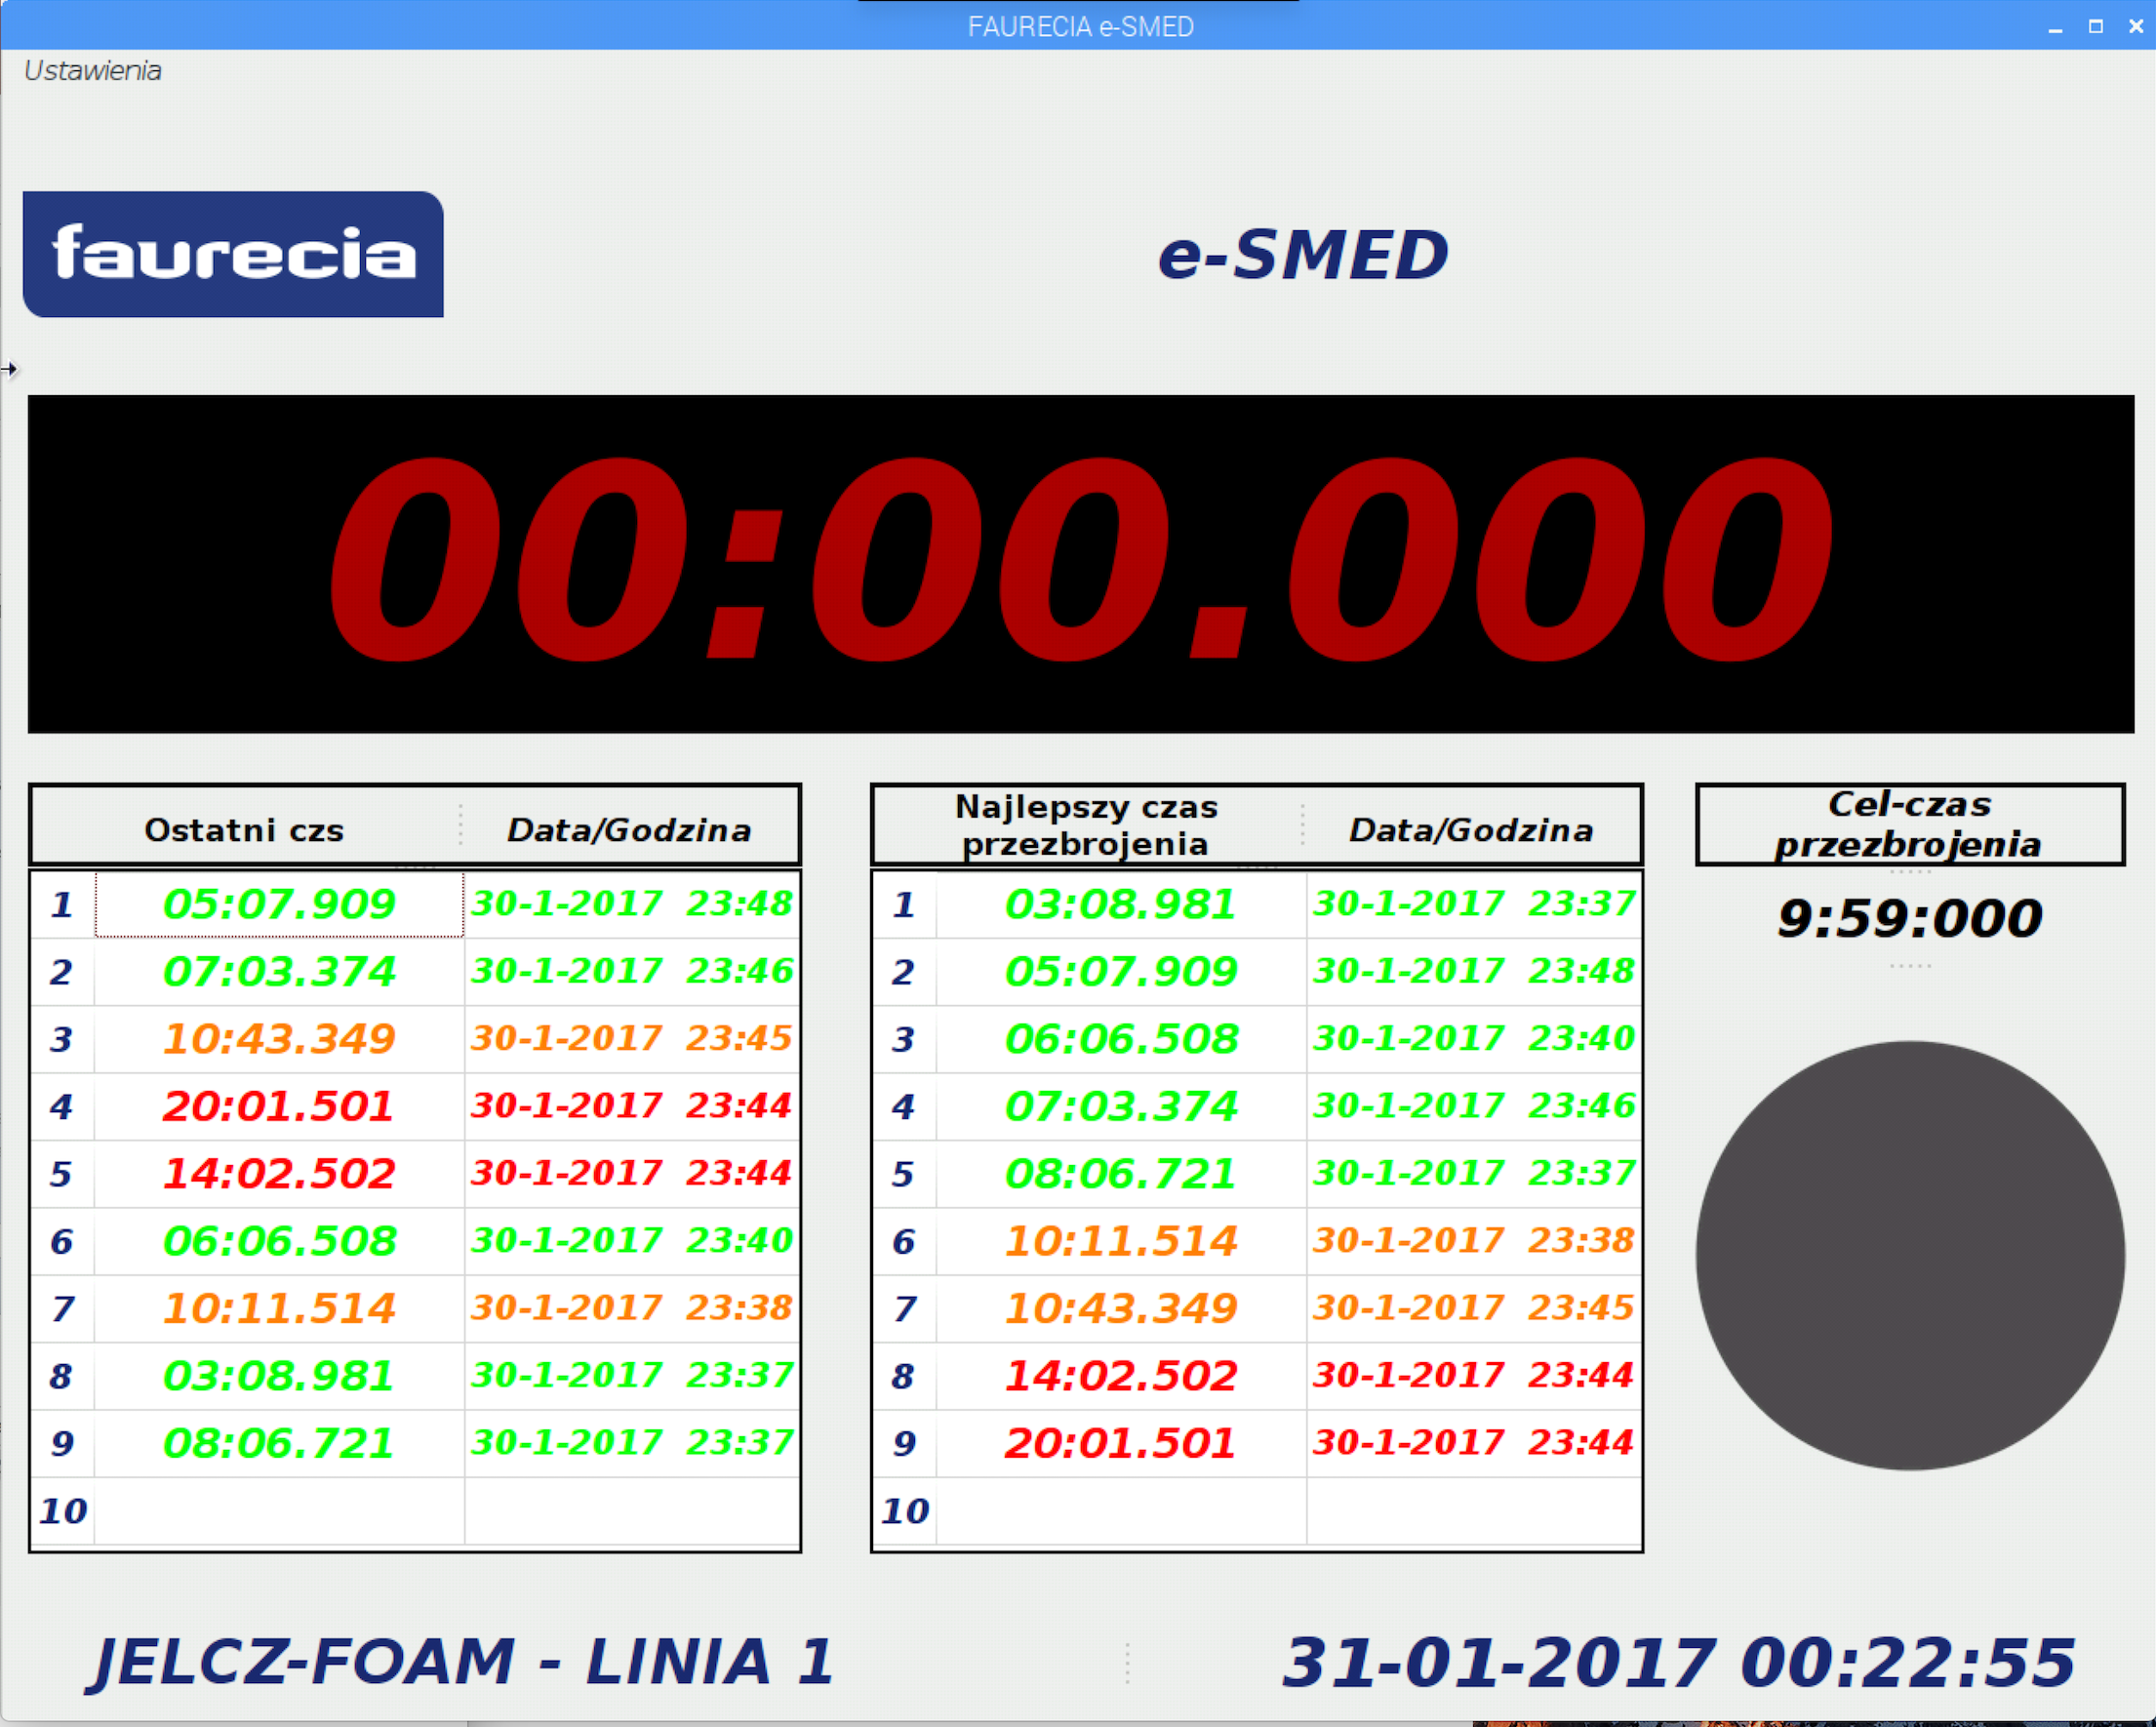 FAURECIA e-SMED
Ustawienia
faurecia
e-SMED
00:00.000
Ostatni czs Data/Godzina
1 05:07.909 30-1-2017 23:48
2 07:03.374 30-1-2017 23:46
3 10:43.349 30-1-2017 23:45
4 20:01.501 30-1-2017 23:44
5 14:02.502 30-1-2017 23:44
6 06:06.508 30-1-2017 23:40
7 10:11.514 30-1-2017 23:38
8 03:08.981 30-1-2017 23:37
9 08:06.721 30-1-2017 23:37
10
Najlepszy czas
przezbrojenia
Data/Godzina
1 03:08.981 30-1-2017 23:37
2 05:07.909 30-1-2017 23:48
3 06:06.508 30-1-2017 23:40
4 07:03.374 30-1-2017 23:46
5 08:06.721 30-1-2017 23:37
6 10:11.514 30-1-2017 23:38
7 10:43.349 30-1-2017 23:45
8 14:02.502 30-1-2017 23:44
9 20:01.501 30-1-2017 23:44
10
Cel-czas
przezbrojenia
9:59:000
JELCZ-FOAM - LINIA 1
31-01-2017 00:22:55